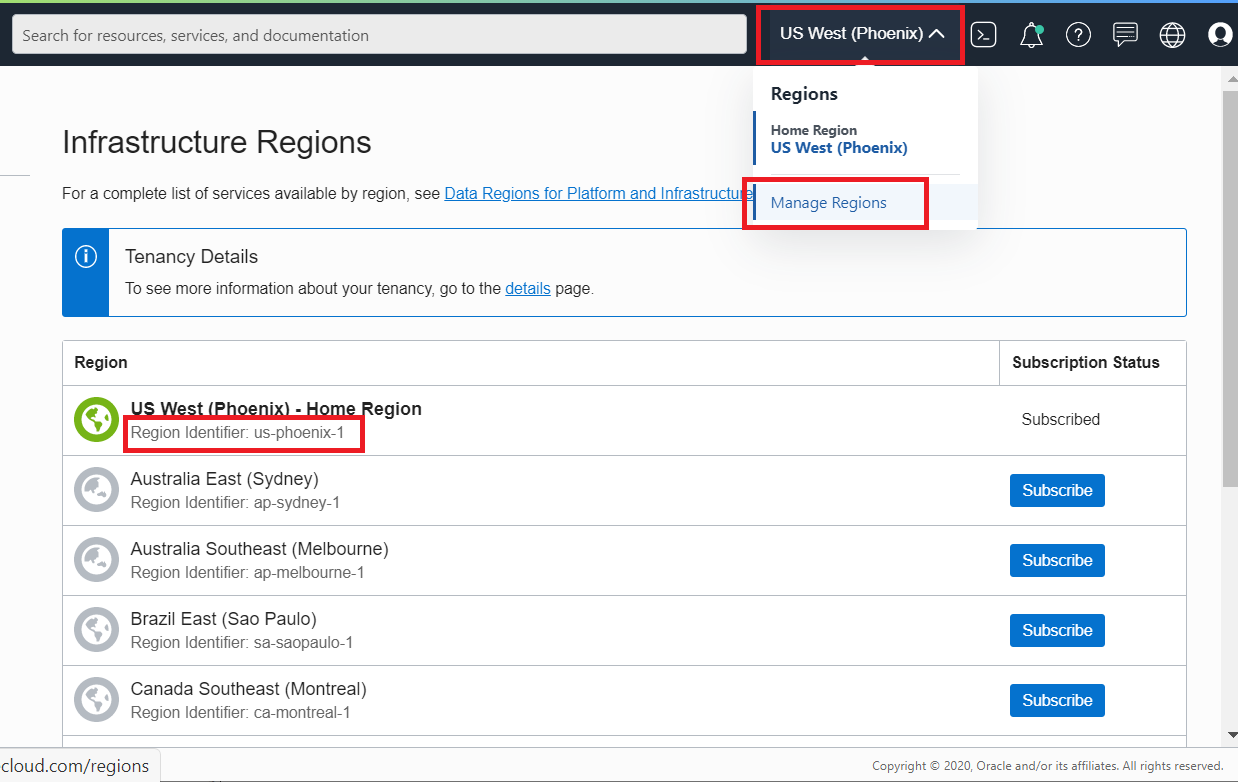 Search for resources, services, and documentation
US West (Phoenix)
Regions
Home Region
US West (Phoenix)
Manage Regions
Infrastructure Regions
For a complete list of services available by region, see Data Regions for Platform and Infrastructure
Tenancy Details
To see more information about your tenancy, go to the details page.
Region Subscription Status
US West (Phoenix) - Home Region
Region Identifier: us-phoenix-1
Subscribed
Australia East (Sydney)
Region Identifier: ap-sydney-1
Subscribe
Australia Southeast (Melbourne)
Region Identifier: ap-melbourne-1
Subscribe
Brazil East (Sao Paulo)
Region Identifier: sa-saopaulo-1
Subscribe
Canada Southeast (Montreal)
Region Identifier: ca-montreal-1
Subscribe
cloud.com/regions
Copyright © 2020, Oracle and/or its affiliates. All rights reserved.